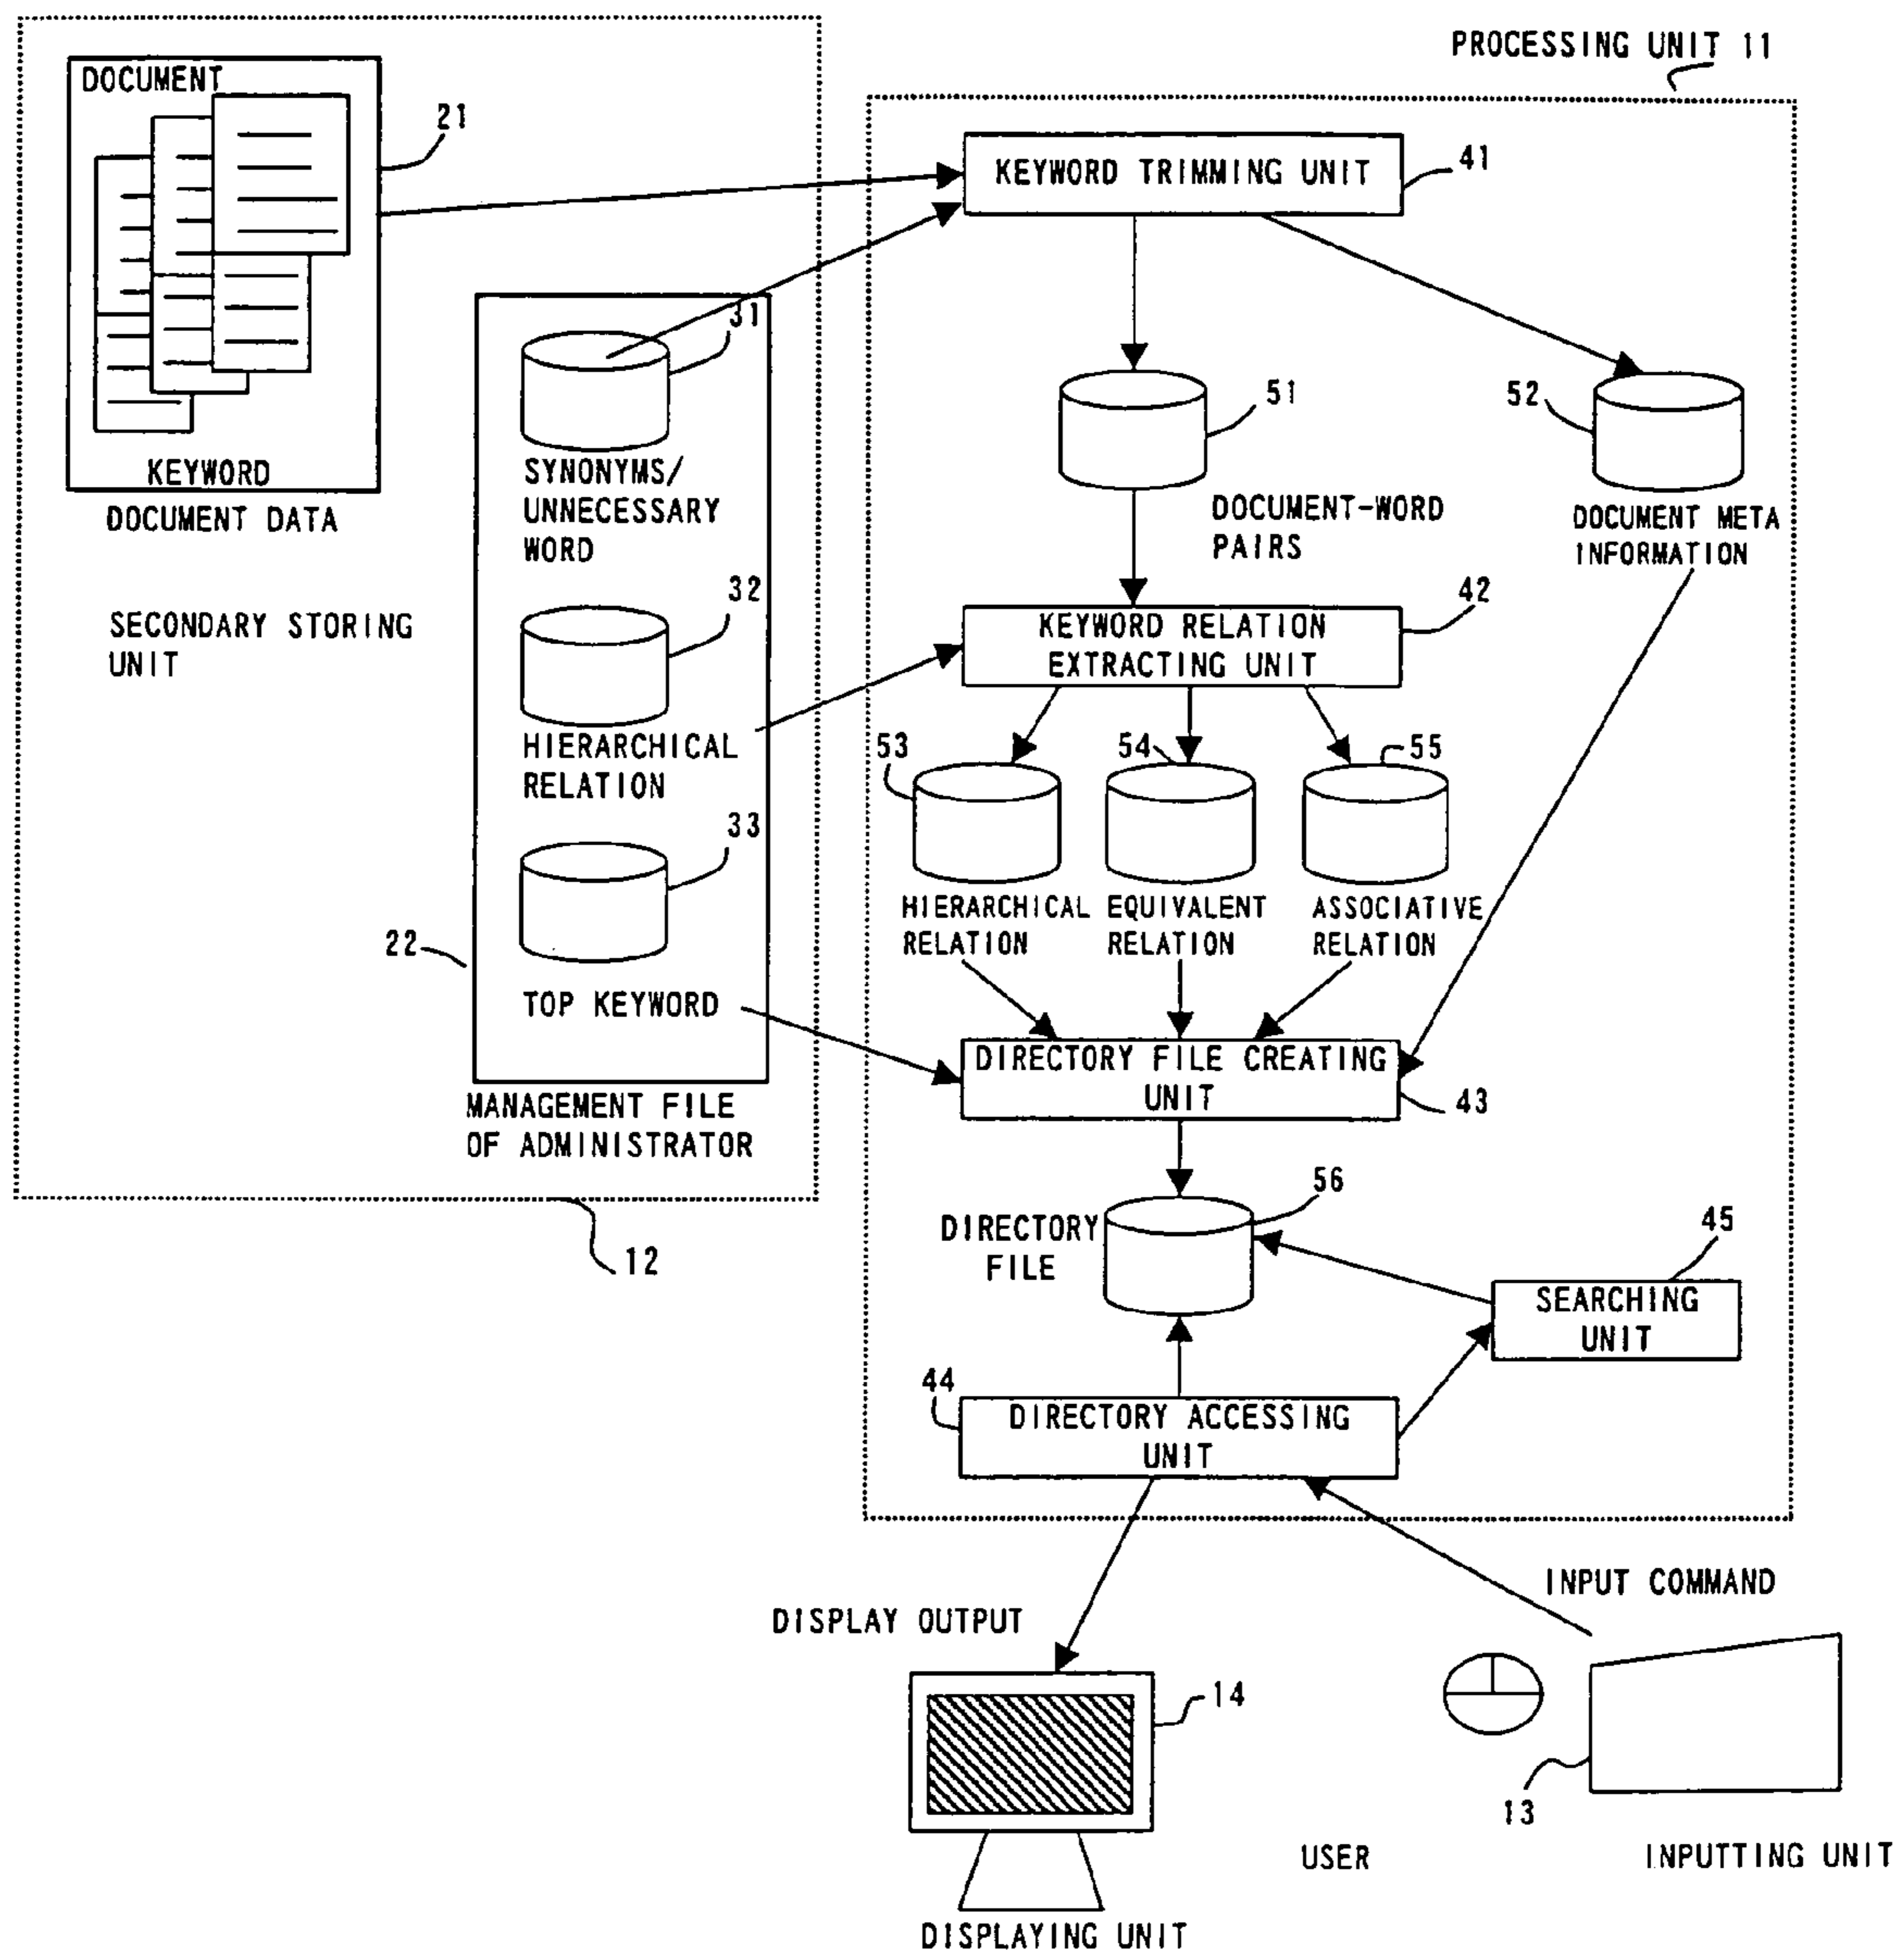 PROCESSING UNIT 11
DOCUMENT
21
KEYWORD
DOCUMENT DATA
SECONDARY STORING
UNIT
31
SYNONYMS/
UNNECESSARY
WORD
32
HIERARCHICAL
RELATION
33
22
TOP KEYWORD
MANAGEMENT FILE
OF ADMINISTRATOR
12
KEYWORD TRIMMING UNIT
41
51
52
DOCUMENT-WORD
PAIRS
DOCUMENT META
INFORMATION
KEYWORD RELATION
EXTRACTING UNIT
42
53
54
55
HIERARCHICAL
RELATION
EQUIVALENT
RELATION
ASSOCIATIVE
RELATION
DIRECTORY FILE CREATING
UNIT
43
56
DIRECTORY
FILE
45
SEARCHING
UNIT
44
DIRECTORY ACCESSING
UNIT
INPUT COMMAND
DISPLAY OUTPUT
14
13
USER
INPUTTING UNIT
DISPLAYING UNIT